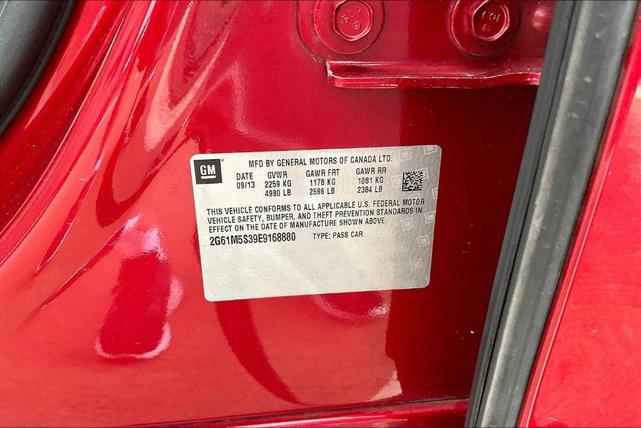 GM
MFD BY GENERAL MOTORS OF CANADA LTD.
DATE GVWR GAWR FRT GAWR RR
09/13 2259 KG 1178 KG 1081 KG
4980 LB 2596 LB 2384 LB
THIS VEHICLE CONFORMS TO ALL APPLICABLE U.S. FEDERAL MOTOR
VEHICLE SAFETY, BUMPER, AND THEFT PREVENTION STANDARDS IN
EFFECT ON THE DATE OF MANUFACTURE SHOWN ABOVE.
2G61M5S39E9168880 TYPE: PASS CAR